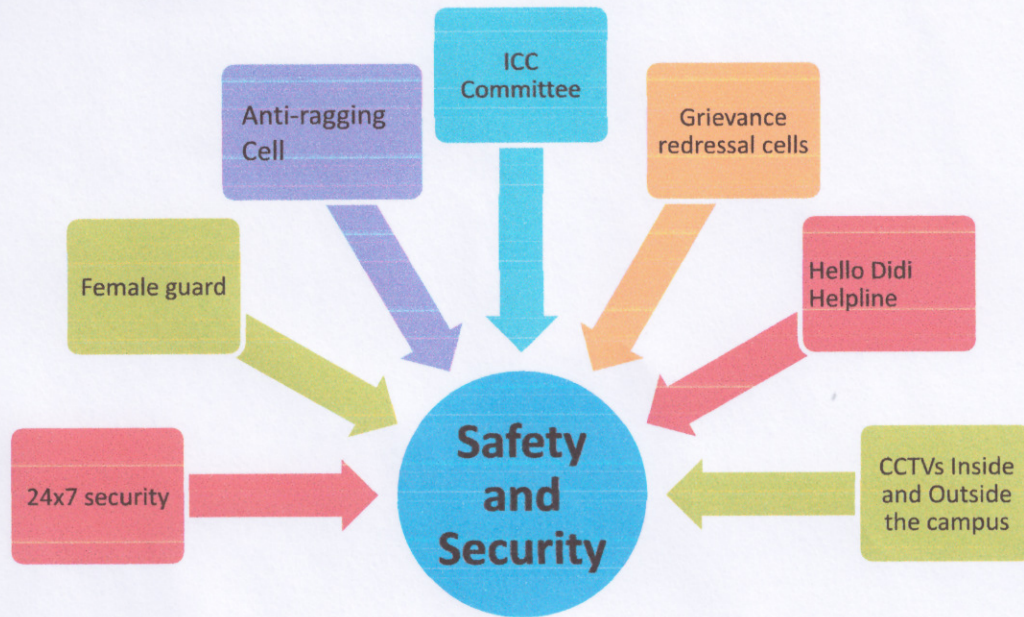 ICC
Committee
Anti-ragging
Cell
Grievance
redressal cells
Female guard
Hello Didi
Helpline
24x7 security
Safety
and
Security
CCTVs Inside
and Outside
the campus